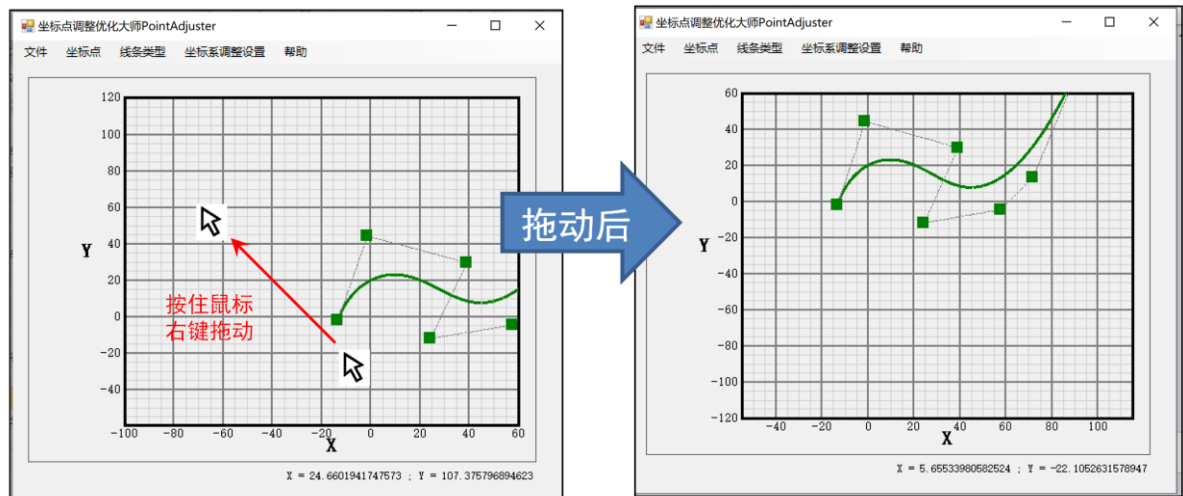 坐标点调整优化大师PointAdjuster
文件 坐标点 线条类型 坐标系调整设置 帮助
120
100
80
60
40
Y
20
0
-20
-40
-100 -80 -60 -40 -20 0 20 40 60
X
X = 24.6601941747573 ; Y = 107.375796894623
按住鼠标
右键拖动
拖动后
坐标点调整优化大师PointAdjuster
文件 坐标点 线条类型 坐标系调整设置 帮助
60
40
20
0
-20
Y
-40
-60
-80
-100
-120
-40 -20 0 20 40 60 80 100
X
X = 5.65533980582524 ; Y = -22.1052631578947